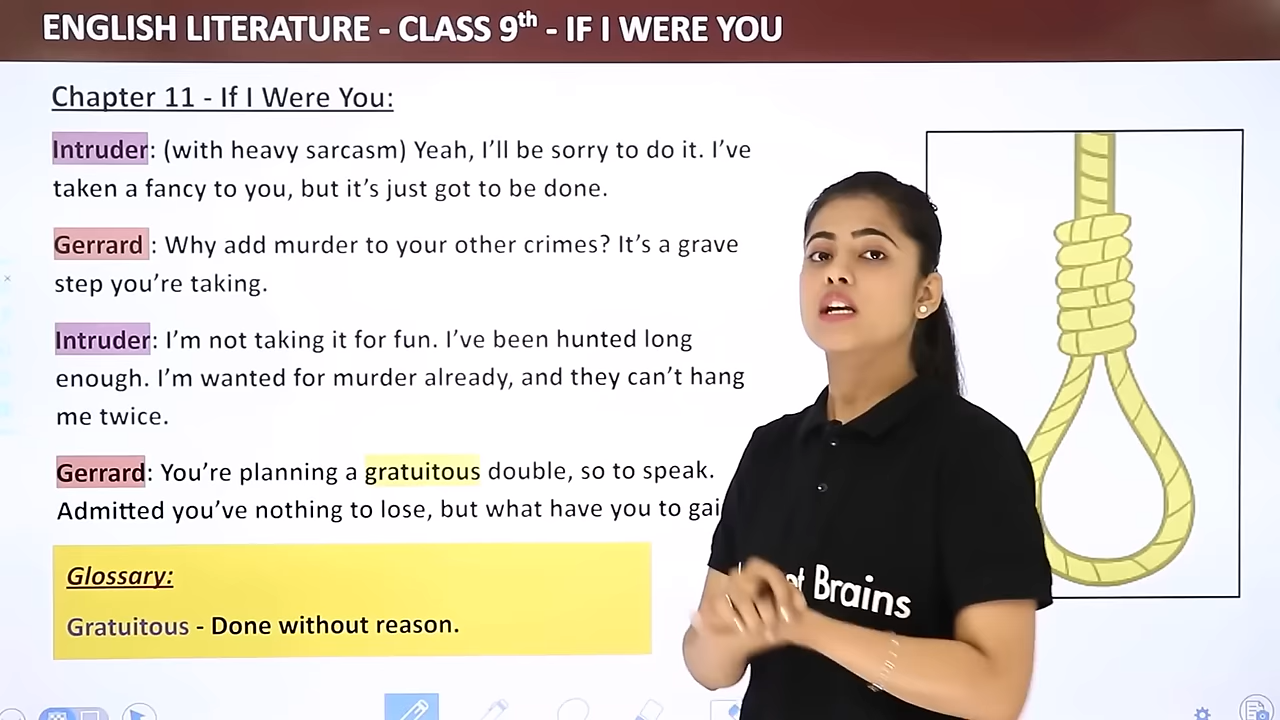 ENGLISH LITERATURE - CLASS 9th - IF I WERE YOU
Chapter 11 - If I Were You:
Intruder: (with heavy sarcasm) Yeah, I’ll be sorry to do it. I’ve
taken a fancy to you, but it’s just got to be done.
Gerrard : Why add murder to your other crimes? It’s a grave
step you’re taking.
Intruder: I’m not taking it for fun. I’ve been hunted long
enough. I’m wanted for murder already, and they can’t hang
me twice.
Gerrard: You’re planning a gratuitous double, so to speak.
Admitted you’ve nothing to lose, but what have you to
Glossary:
Gratuitous - Done without reason.
Brains